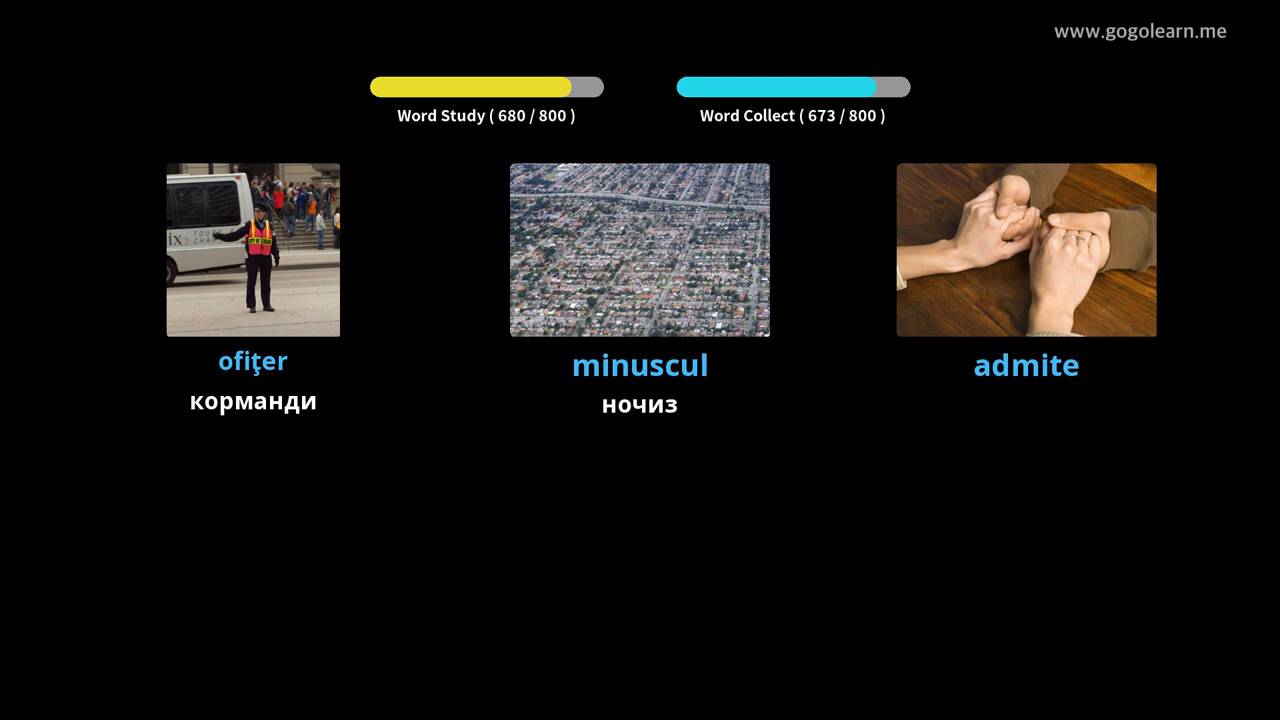 www.gogolearn.me
Word Study ( 680 / 800 )
Word Collect ( 673 / 800 )
ofiţer
корманди
minuscul
ночиз
admite